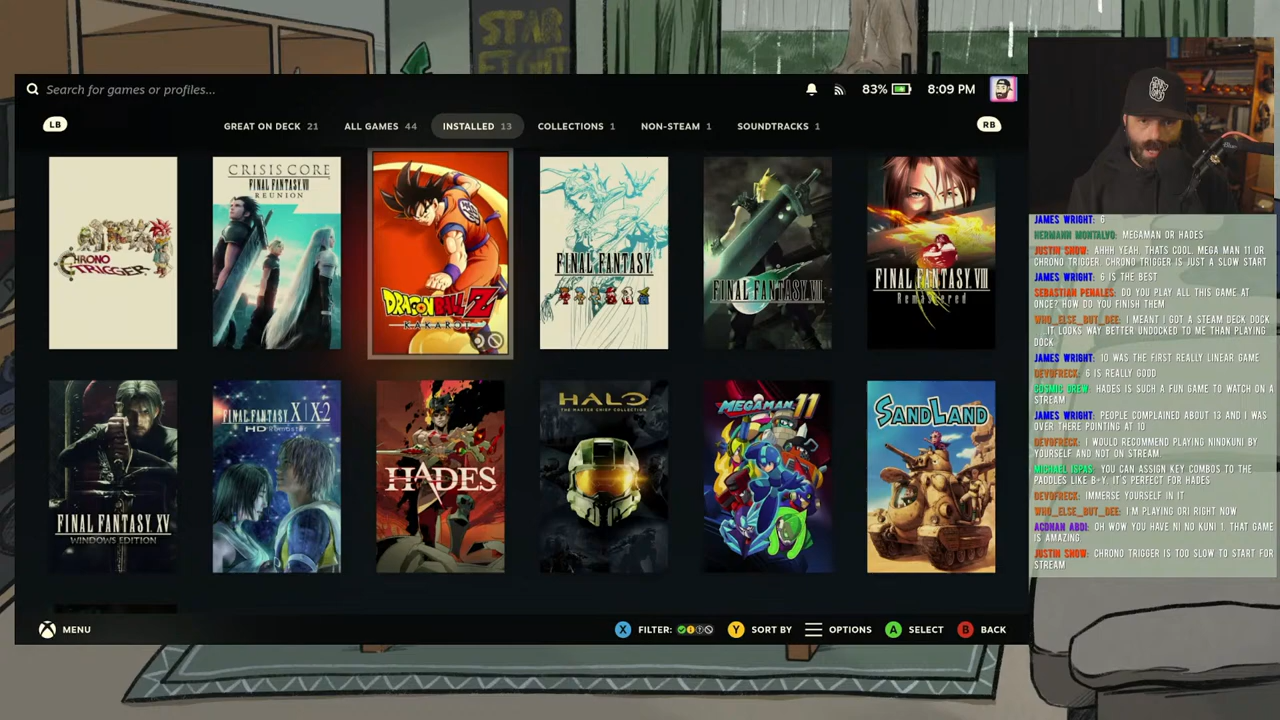 STAR
FIGHT
Search for games or profiles...
83%
8:09 PM
LB
GREAT ON DECK 21
ALL GAMES 44
INSTALLED 13
COLLECTIONS 1
NON-STEAM 1
SOUNDTRACKS 1
RB
CHRONO
TRIGGER
CRISIS CORE
FINAL FANTASY VII
REUNION
DRAGON BALL Z
KAKAROT
FINAL FANTASY
FINAL FANTASY VII
FINAL FANTASY VIII
Remastered
FINAL FANTASY XV
WINDOWS EDITION
FINAL FANTASY X|X-2
HD Remaster
HADES
HALO
THE MASTER CHIEF COLLECTION
MEGAMAN 11
SAND LAND
MENU
X FILTER:
Y SORT BY
OPTIONS
A SELECT
B BACK
JAMES WRIGHT: 6
HERMANN MONTALVO: MEGAMAN OR HADES
JUSTIN SNOW: AHHH YEAH. THATS COOL. MEGA MAN 11 OR
CHRONO TRIGGER. CHRONO TRIGGER IS JUST A SLOW START
JAMES WRIGHT: 6 IS THE BEST
SEBASTIAN PENALES: DO YOU PLAY ALL THIS GAME AT
ONCE? HOW DO YOU FINISH THEM
WHO_ELSE_BUT_DEE: I MEANT I GOT A STEAM DECK DOCK
. IT LOOKS WAY BETTER UNDOCKED TO ME THAN PLAYING
DOCK.
JAMES WRIGHT: 10 WAS THE FIRST REALLY LINEAR GAME
DEVOFRECK: 6 IS REALLY GOOD
COSMIC DREW: HADES IS SUCH A FUN GAME TO WATCH ON A
STREAM
JAMES WRIGHT: PEOPLE COMPLAINED ABOUT 13 AND I WAS
OVER THERE POINTING AT 10
DEVOFRECK: I WOULD RECOMMEND PLAYING NINOKUNI BY
YOURSELF AND NOT ON STREAM.
MICHAEL ISPAS: YOU CAN ASSIGN KEY COMBOS TO THE
PADDLES LIKE B+Y. IT'S PERFECT FOR HADES
DEVOFRECK: IMMERSE YOURSELF IN IT
WHO_ELSE_BUT_DEE: I'M PLAYING ORI RIGHT NOW
ACDHAN ABDI: OH WOW YOU HAVE NI NO KUNI 1. THAT GAME
IS AMAZING
JUSTIN SNOW: CHRONO TRIGGER IS TOO SLOW TO START FOR
STREAM